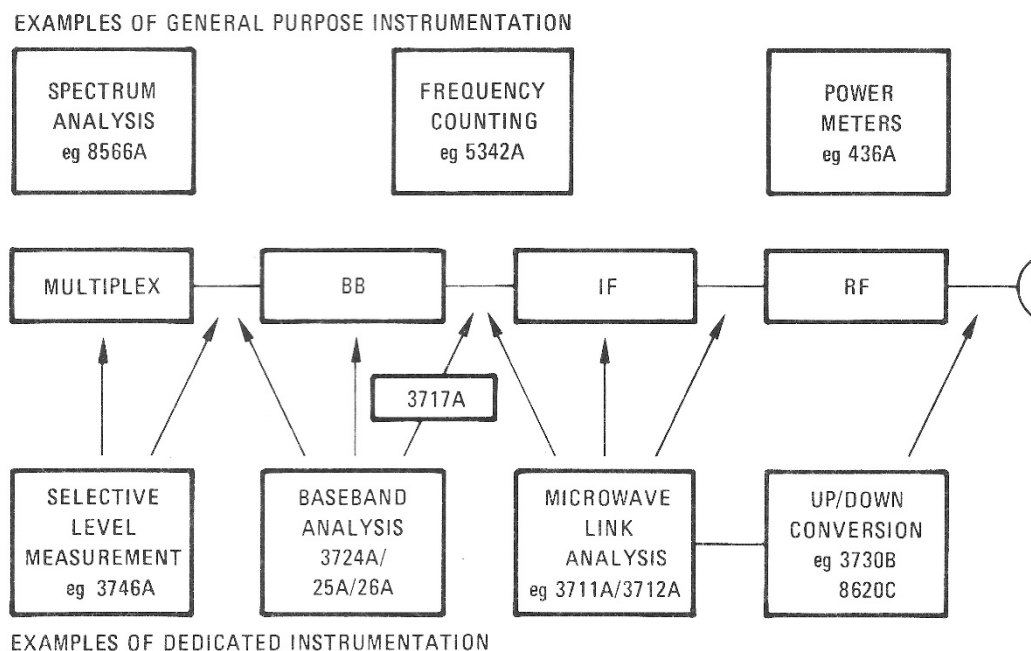 EXAMPLES OF GENERAL PURPOSE INSTRUMENTATION
SPECTRUM
ANALYSIS
eg 8566A
FREQUENCY
COUNTING
eg 5342A
POWER
METERS
eg 436A
MULTIPLEX
BB
IF
RF
3717A
SELECTIVE
LEVEL
MEASUREMENT
eg 3746A
BASEBAND
ANALYSIS
3724A/
25A/26A
MICROWAVE
LINK
ANALYSIS
eg 3711A/3712A
UP/DOWN
CONVERSION
eg 3730B
8620C
EXAMPLES OF DEDICATED INSTRUMENTATION